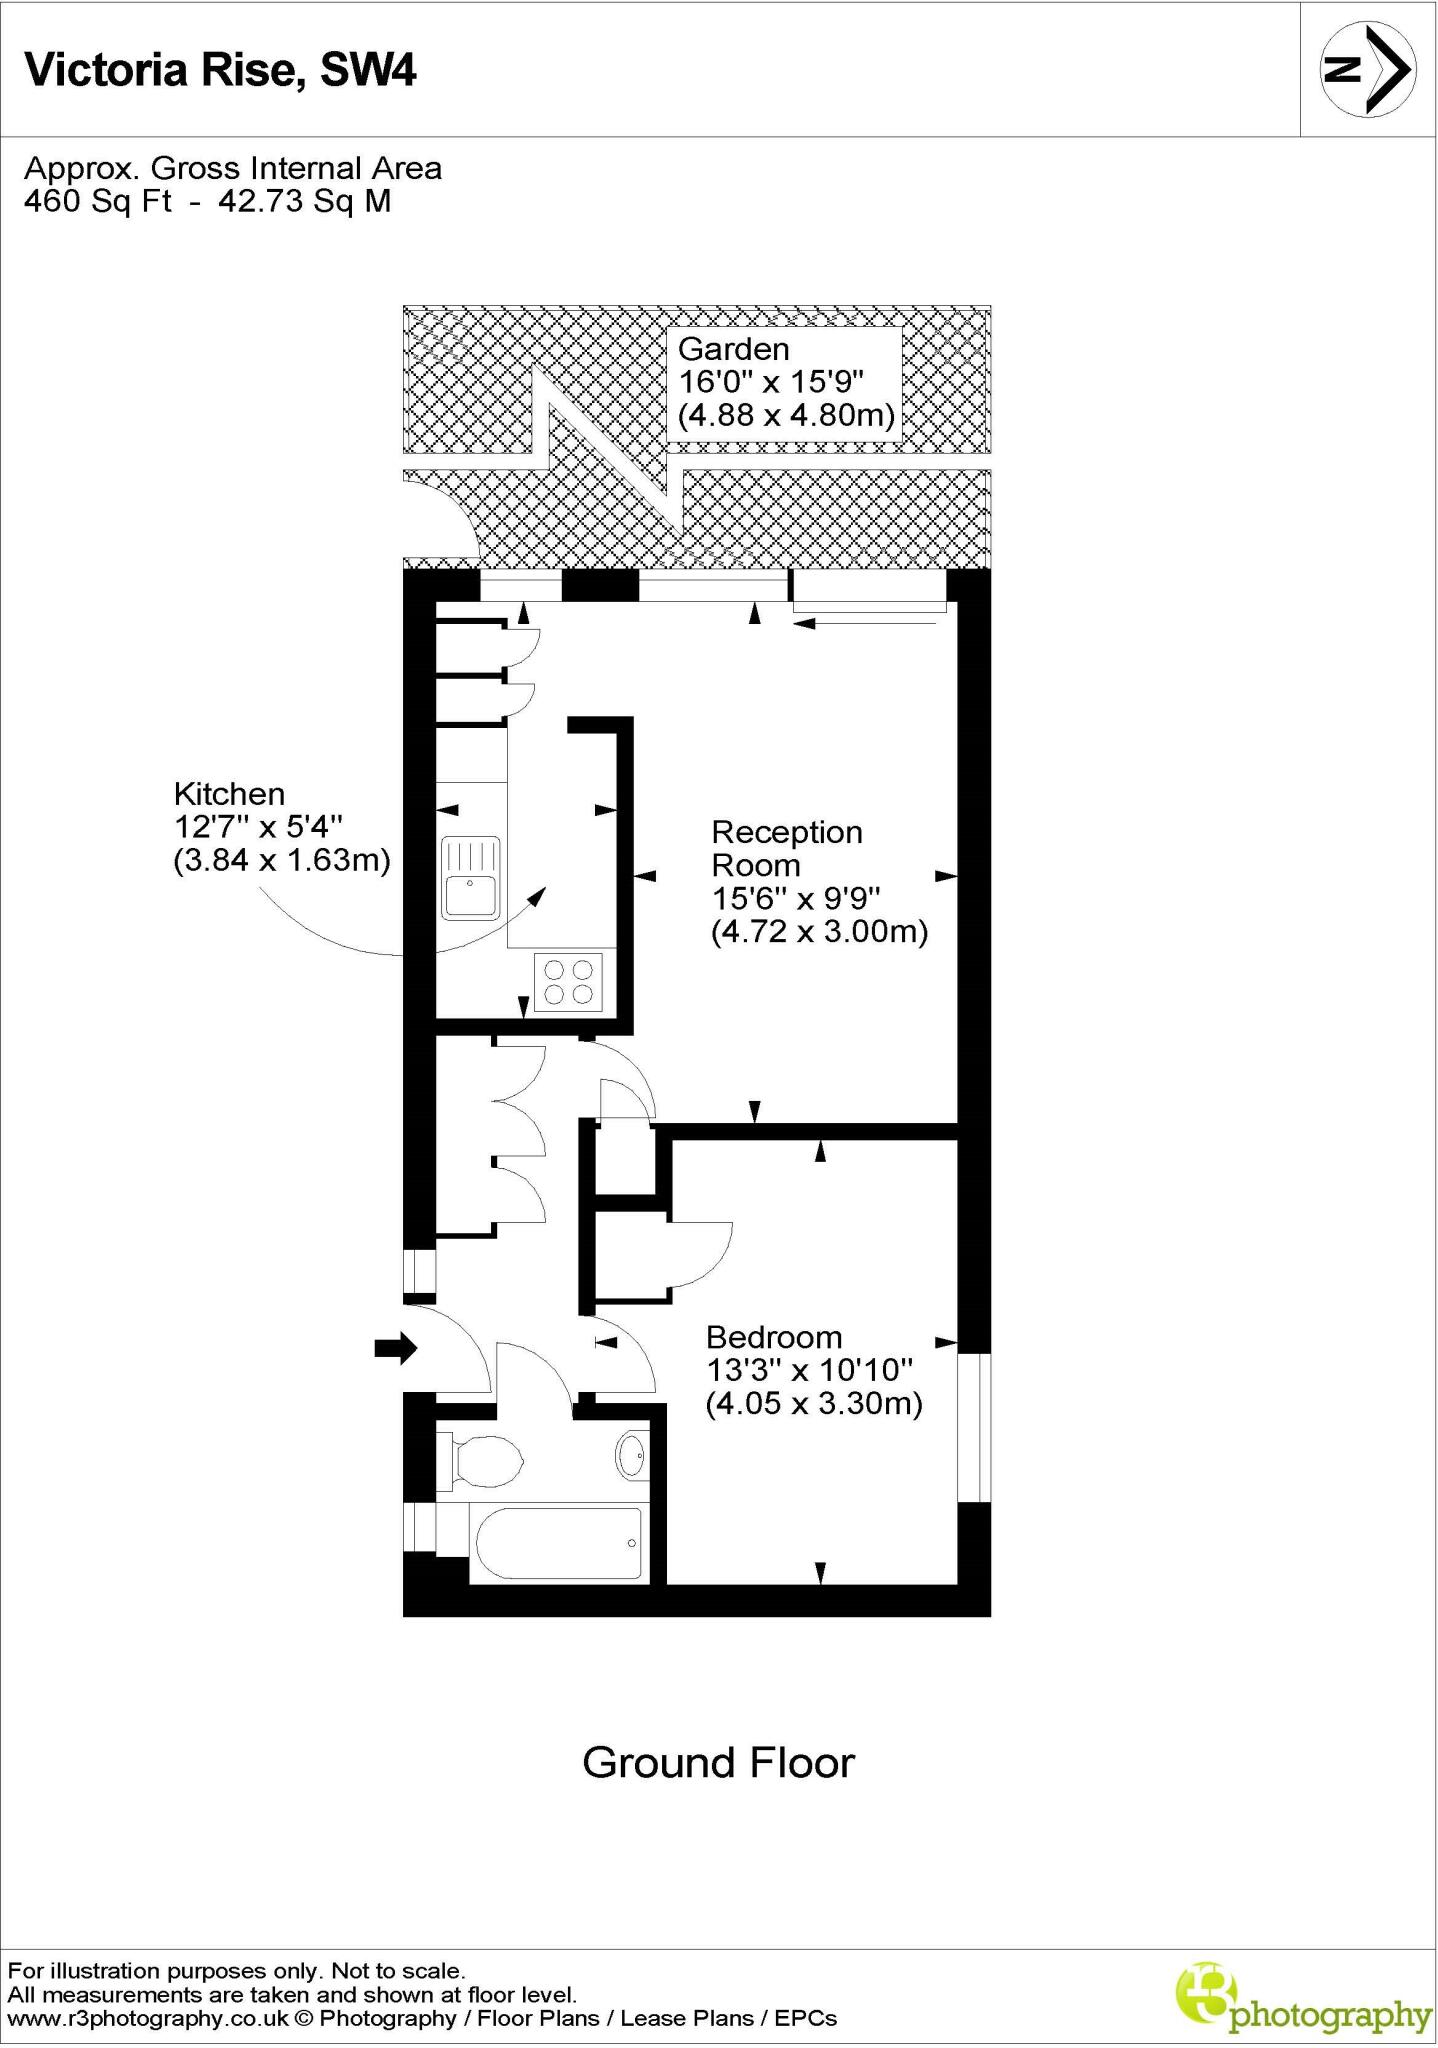 Victoria Rise, SW4
N
Approx. Gross Internal Area
460 Sq Ft - 42.73 Sq M
Garden
16'0" x 15'9"
(4.88 x 4.80m)
Kitchen
12'7" x 5'4"
(3.84 x 1.63m)
Reception
Room
15'6" x 9'9"
(4.72 x 3.00m)
Bedroom
13'3" x 10'10"
(4.05 x 3.30m)
Ground Floor
For illustration purposes only. Not to scale.
All measurements are taken and shown at floor level.
www.r3photography.co.uk © Photography / Floor Plans / Lease Plans / EPCs
r3photography